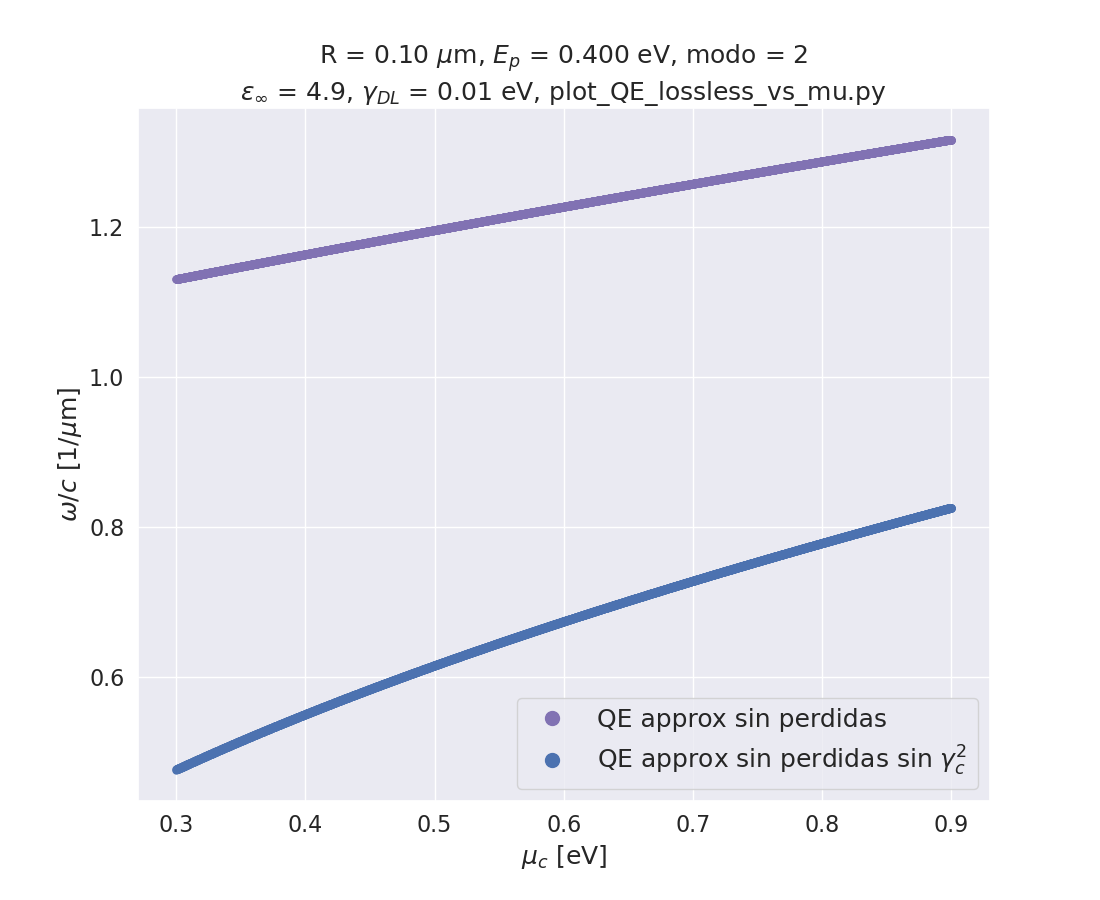 R = 0.10 μm, E_p = 0.400 eV, modo = 2
ε_∞ = 4.9, γ_DL = 0.01 eV, plot_QE_lossless_vs_mu.py
1.2
1.0
0.8
0.6
ω/c [1/μm]
QE approx sin perdidas
QE approx sin perdidas sin γ_c^2
0.3 0.4 0.5 0.6 0.7 0.8 0.9
μ_c [eV]